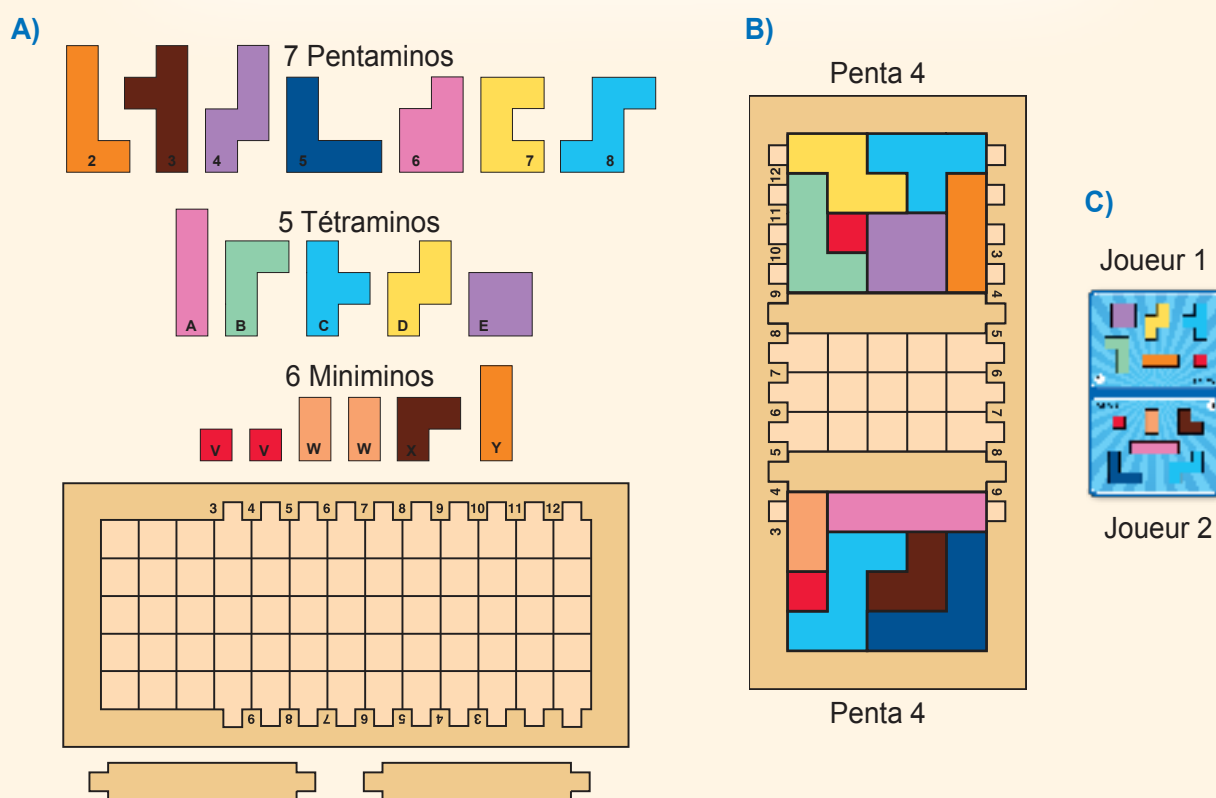 A)
7 Pentaminos
2 3 4 5 6 7 8
5 Tétraminos
A B C D E
6 Miniminos
V V W W X Y
3 4 5 6 7 8 9 10 11 12
9 8 7 6 5 4 3
B)
Penta 4
12
11
10 3
9 4
8 5
7 6
6 7
5 8
4 9
3
Penta 4
C)
Joueur 1
Joueur 2